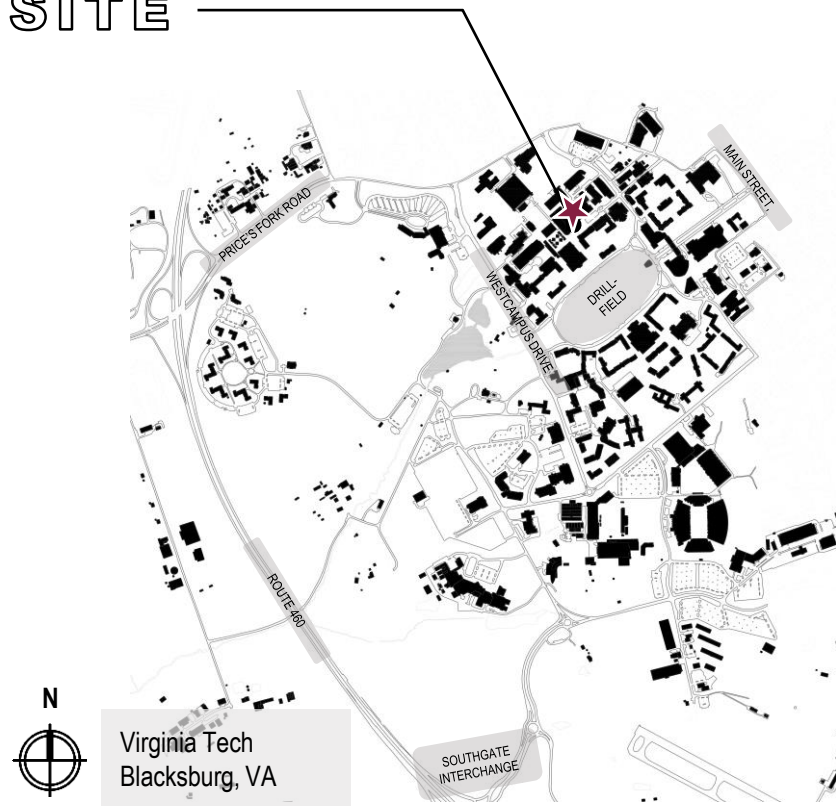 SITE
MAIN STREET
PRICE'S FORK ROAD
WESTCAMPUS DRIVE
DRILL-
FIELD
ROUTE 460
N
Virginia Tech
Blacksburg, VA
SOUTHGATE
INTERCHANGE